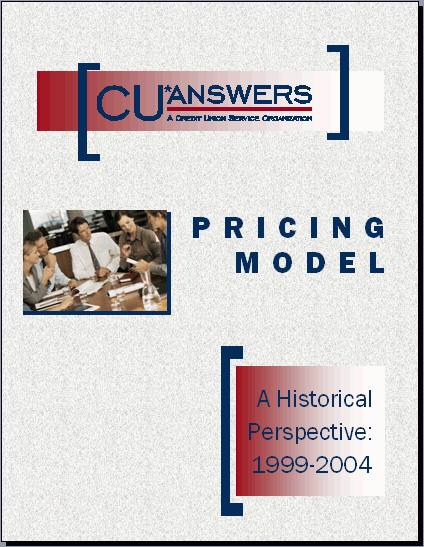 CU*ANSWERS
A CREDIT UNION SERVICE ORGANIZATION
PRICING
MODEL
A Historical
Perspective:
1999-2004